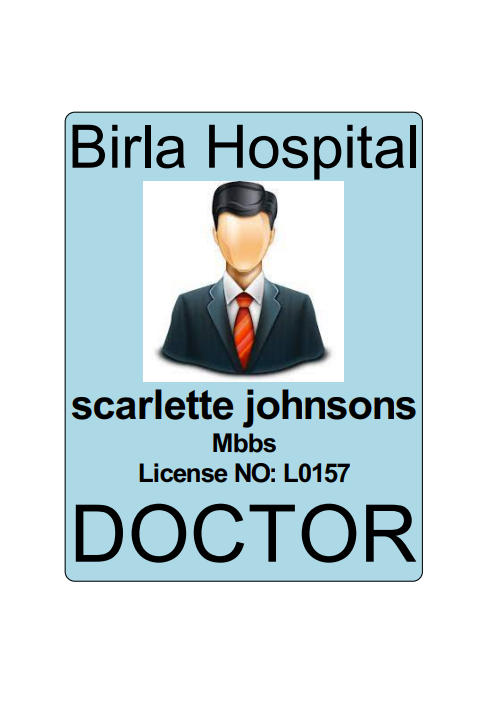 Birla Hospital
scarlette johnsons
Mbbs
License NO: L0157
DOCTOR